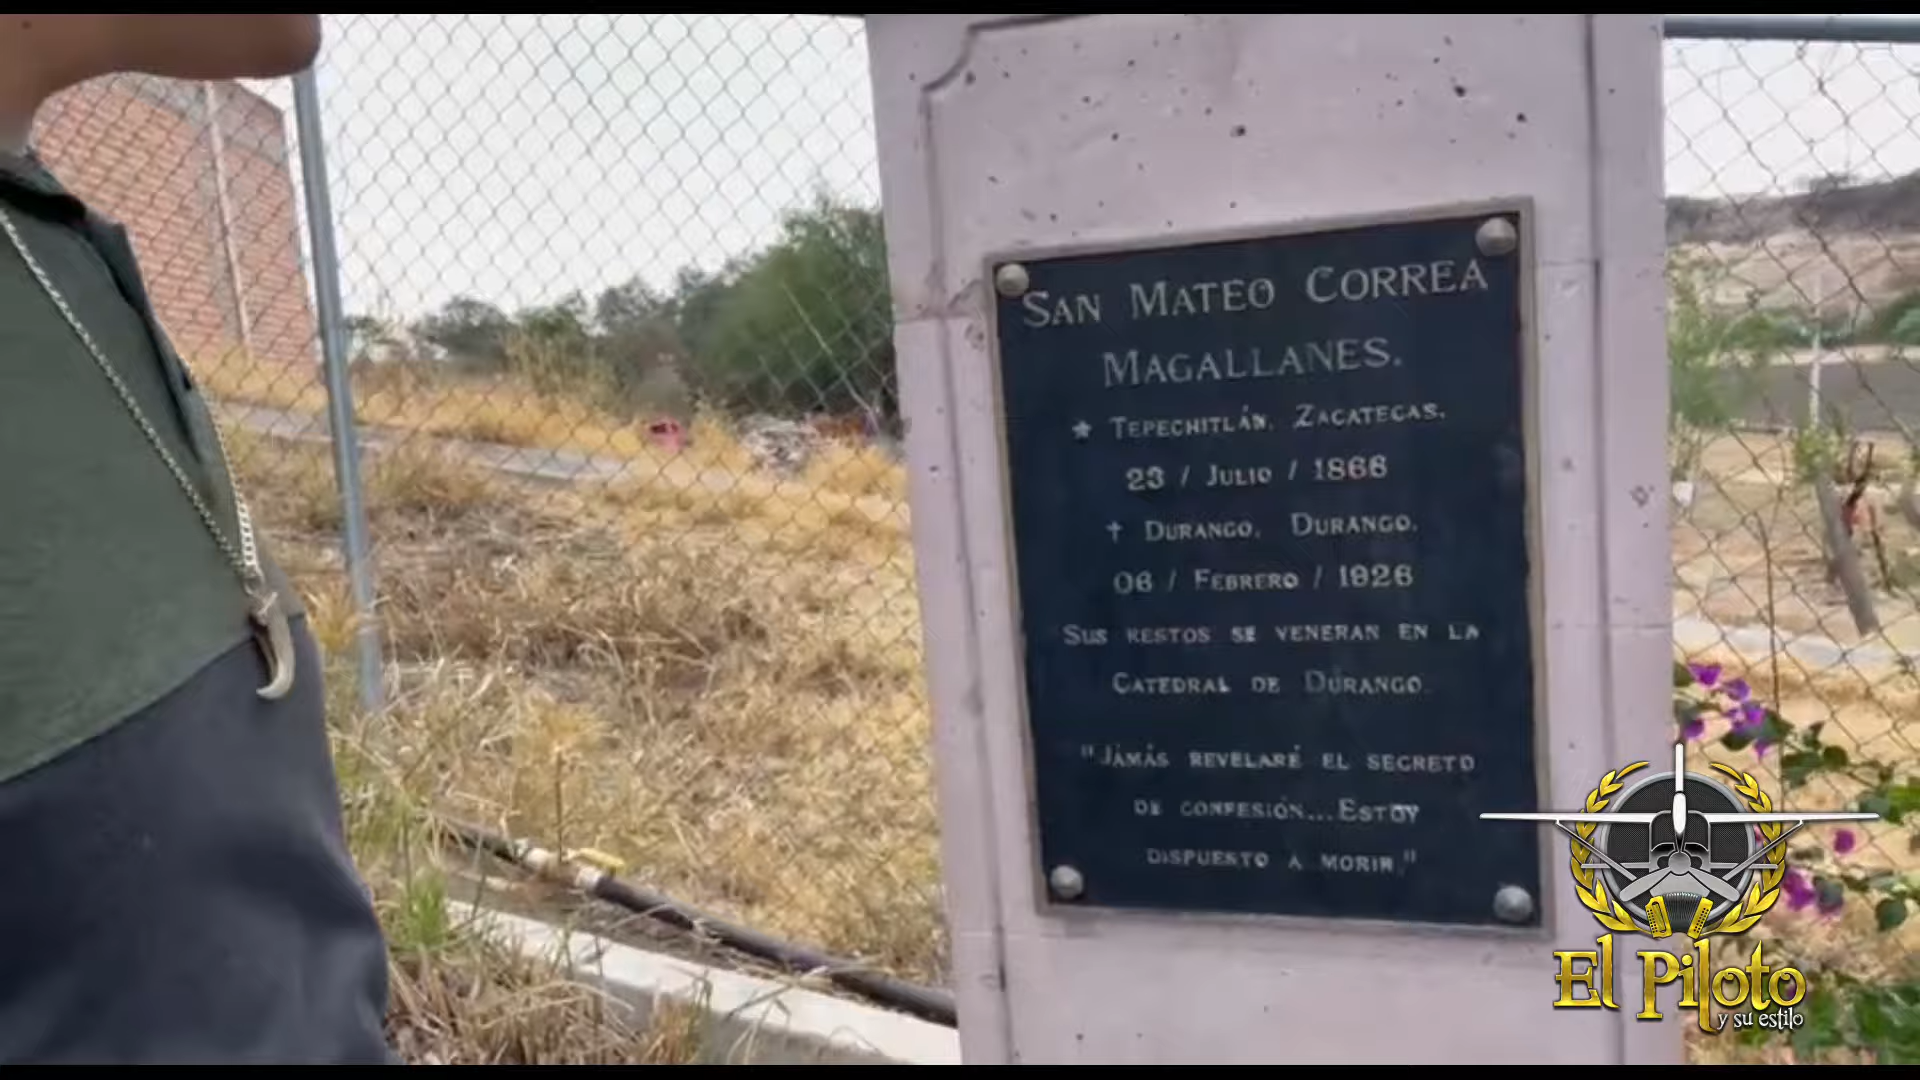 SAN MATEO CORREA
MAGALLANES.
★ TEPECHITLÁN, ZACATECAS.
23 / JULIO / 1866
† DURANGO, DURANGO.
06 / FEBRERO / 1926
SUS RESTOS SE VENERAN EN LA
CATEDRAL DE DURANGO.
"JAMÁS REVELARÉ EL SECRETO
DE CONFESIÓN...ESTOY
DISPUESTO A MORIR."
El Piloto
y su estilo